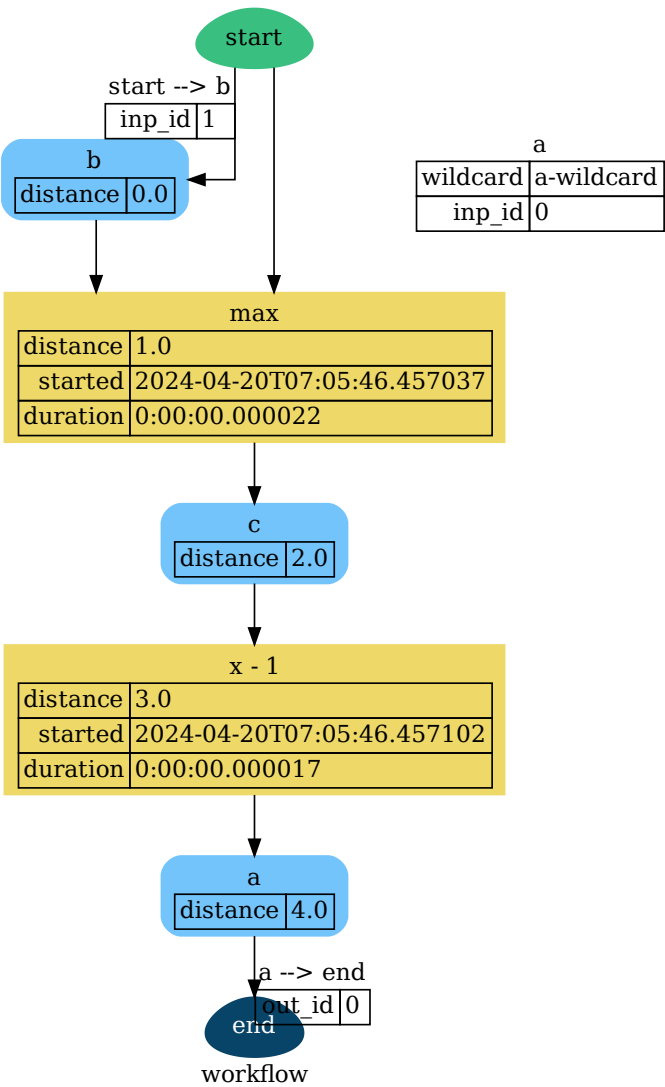 start
start --> b
inp_id 1
b
distance 0.0
a
wildcard a-wildcard
inp_id 0
max
distance 1.0
started 2024-04-20T07:05:46.457037
duration 0:00:00.000022
c
distance 2.0
x - 1
distance 3.0
started 2024-04-20T07:05:46.457102
duration 0:00:00.000017
a
distance 4.0
a --> end
out_id 0
end
workflow